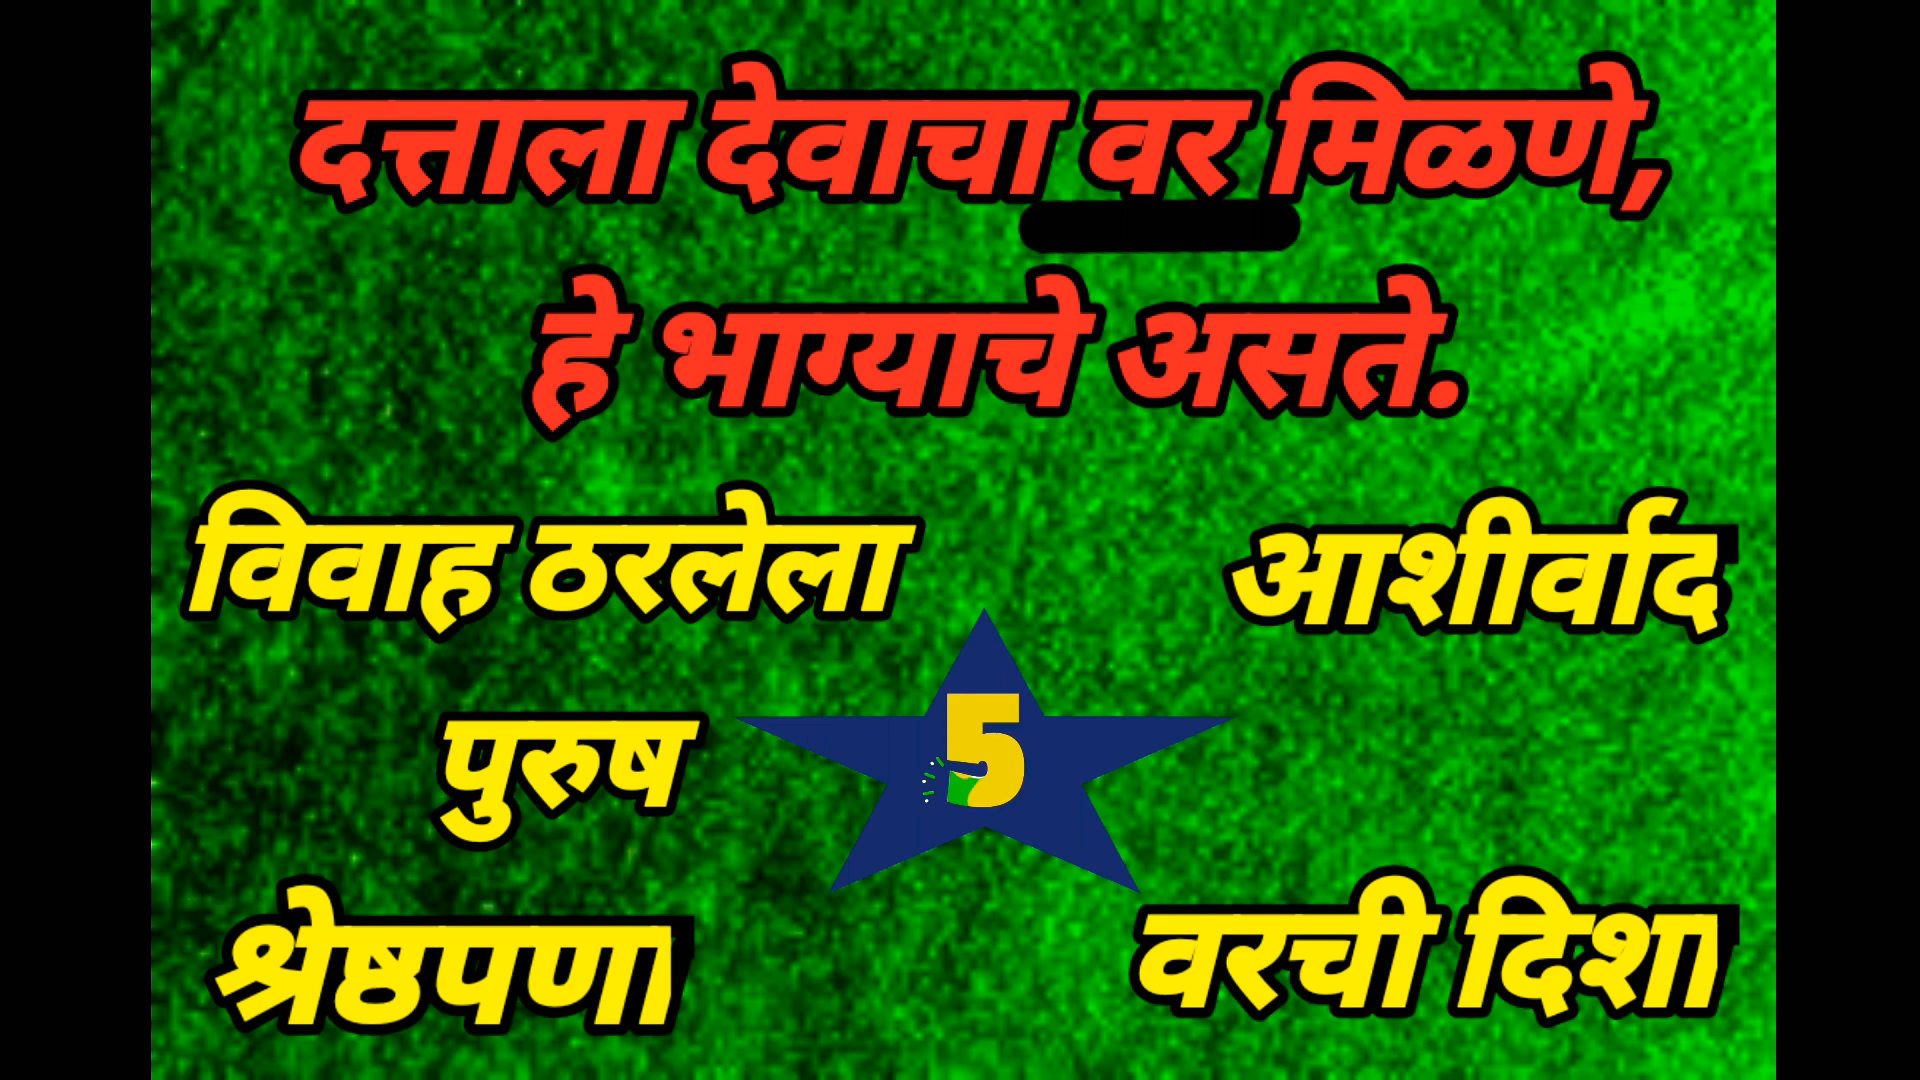 दत्ताला देवाचा वर मिळणे,
हे भाग्याचे असते.
विवाह ठरलेला पुरुष
आशीर्वाद
5
श्रेष्ठपणा
वरची दिशा